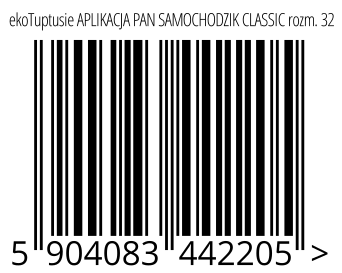 ekoTuptusie APLIKACJA PAN SAMOCHODZIK CLASSIC rozm. 32
5 904083 442205 >